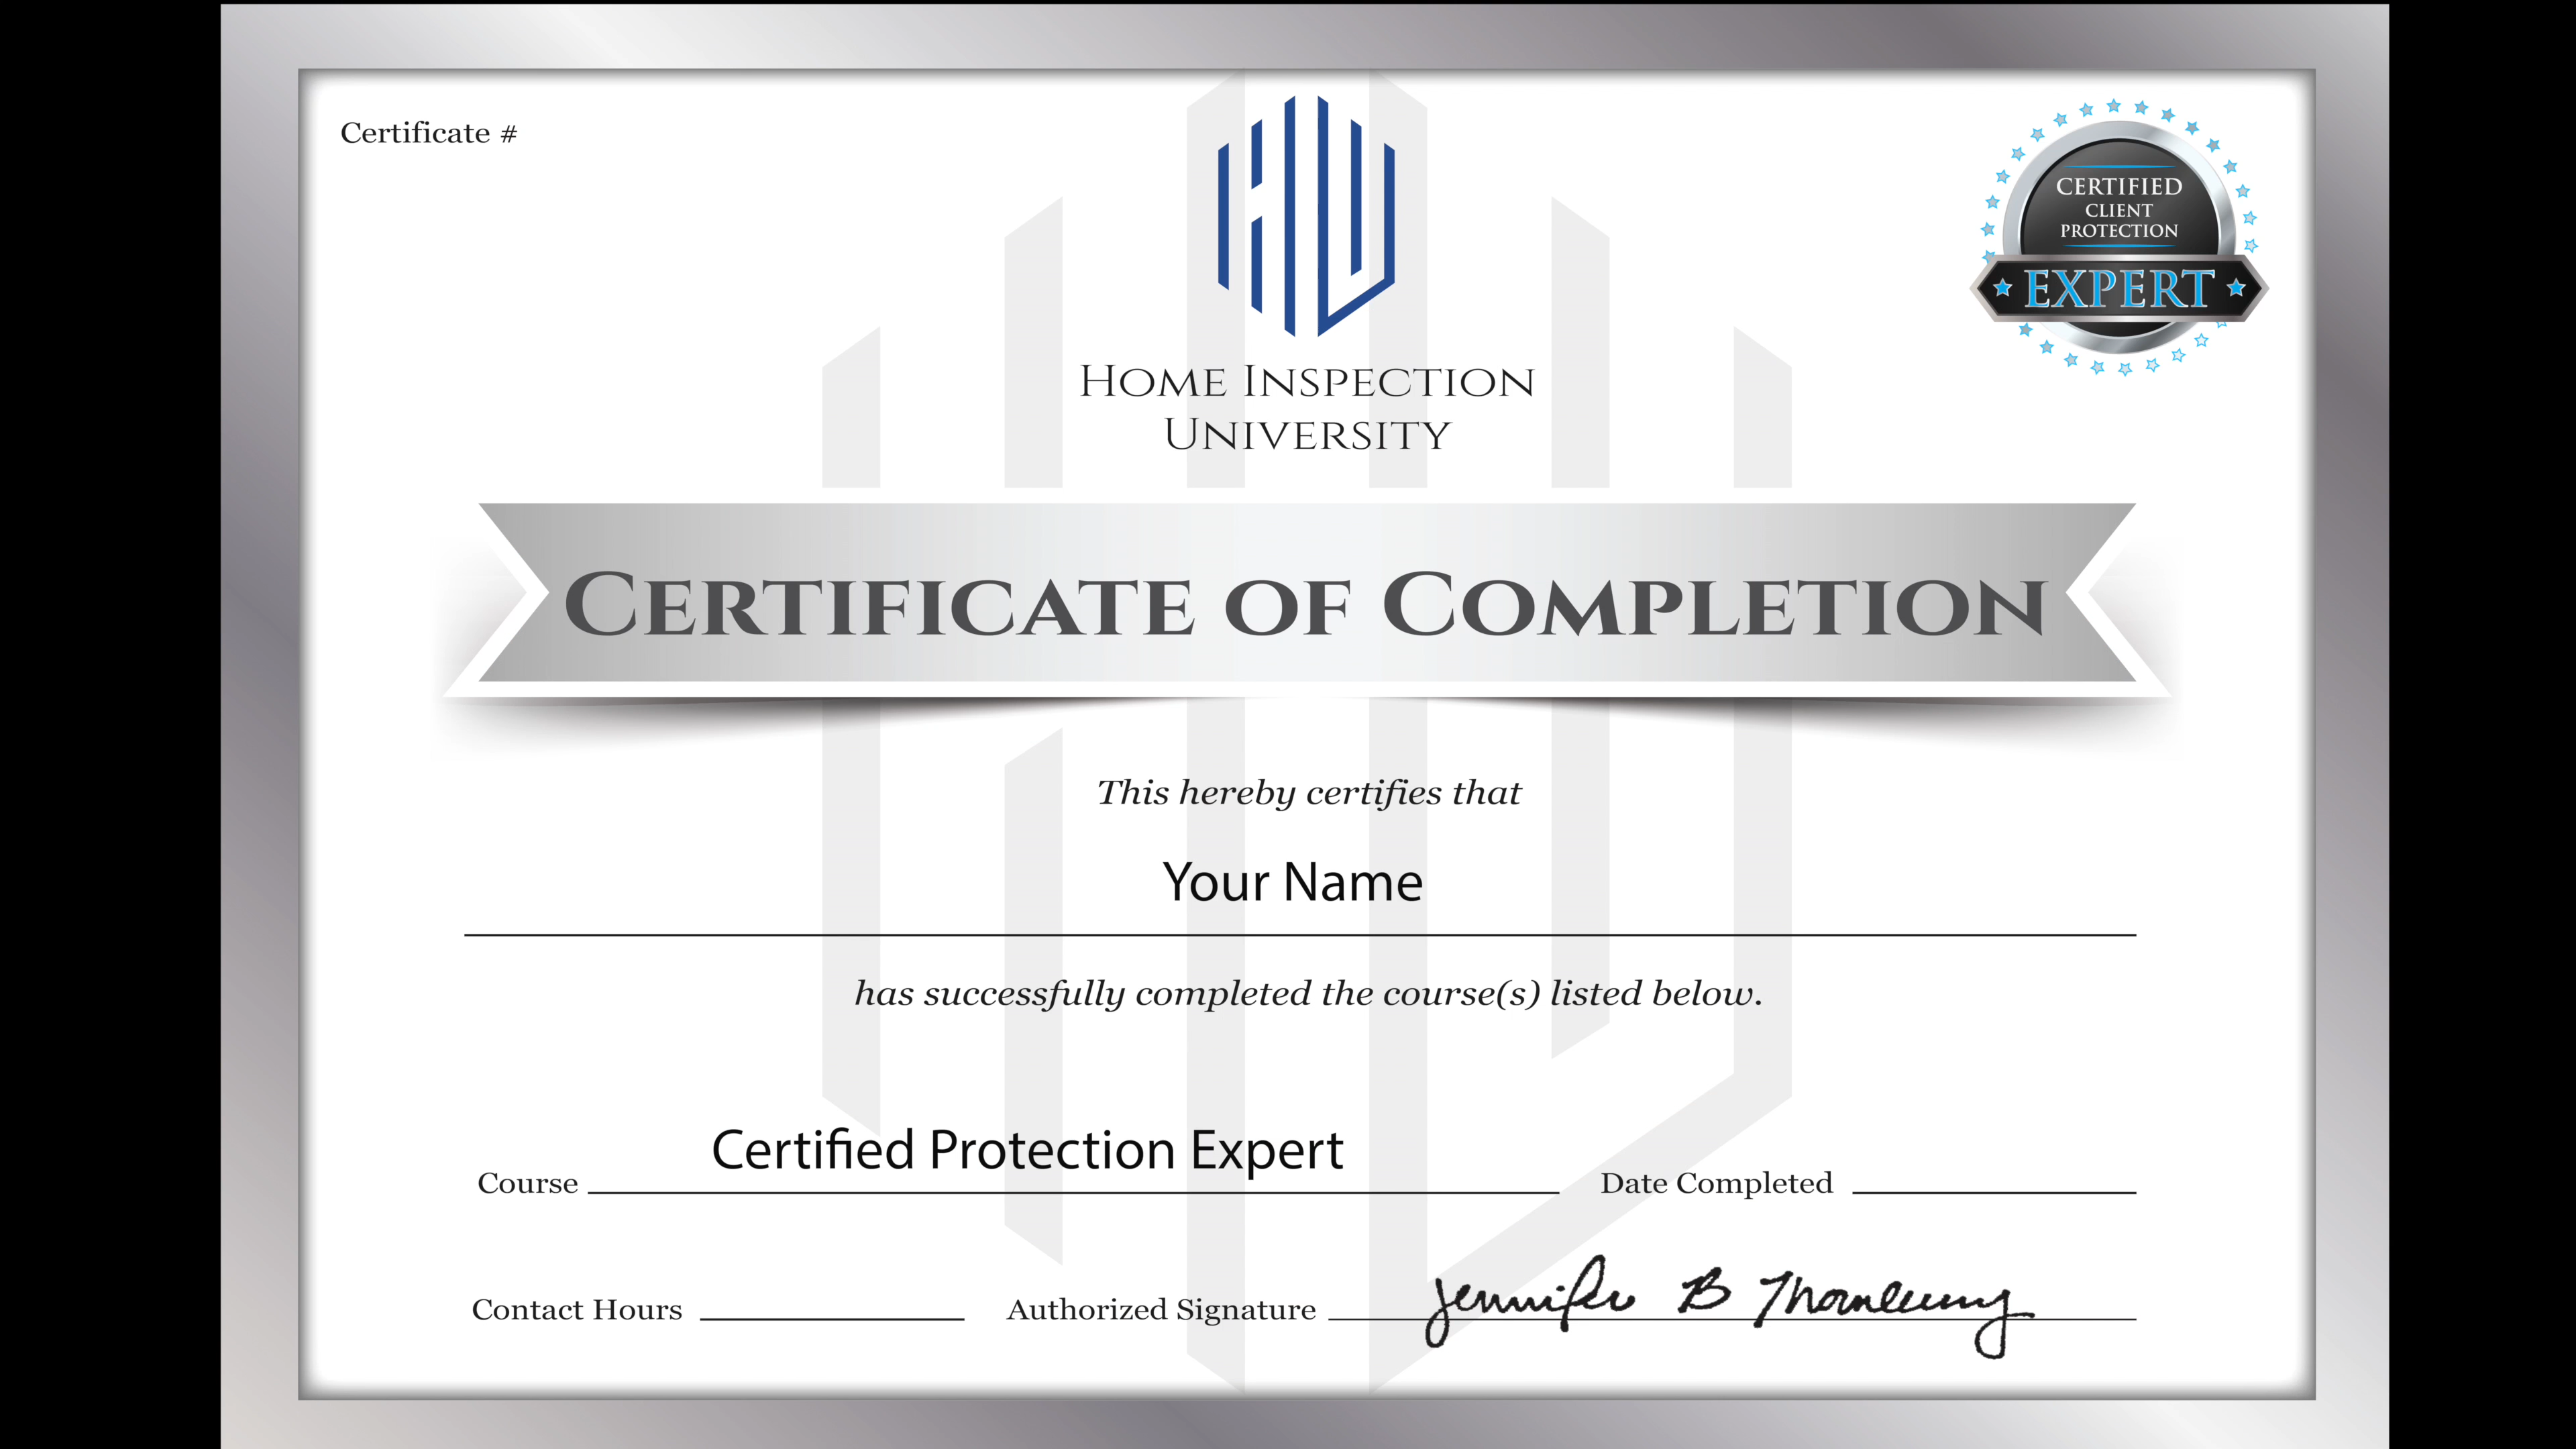 Certificate #
CERTIFIED
CLIENT
PROTECTION
EXPERT
HOME INSPECTION
UNIVERSITY
CERTIFICATE OF COMPLETION
This hereby certifies that
Your Name
has successfully completed the course(s) listed below.
Course Certified Protection Expert Date Completed
Contact Hours Authorized Signature Jennifer B